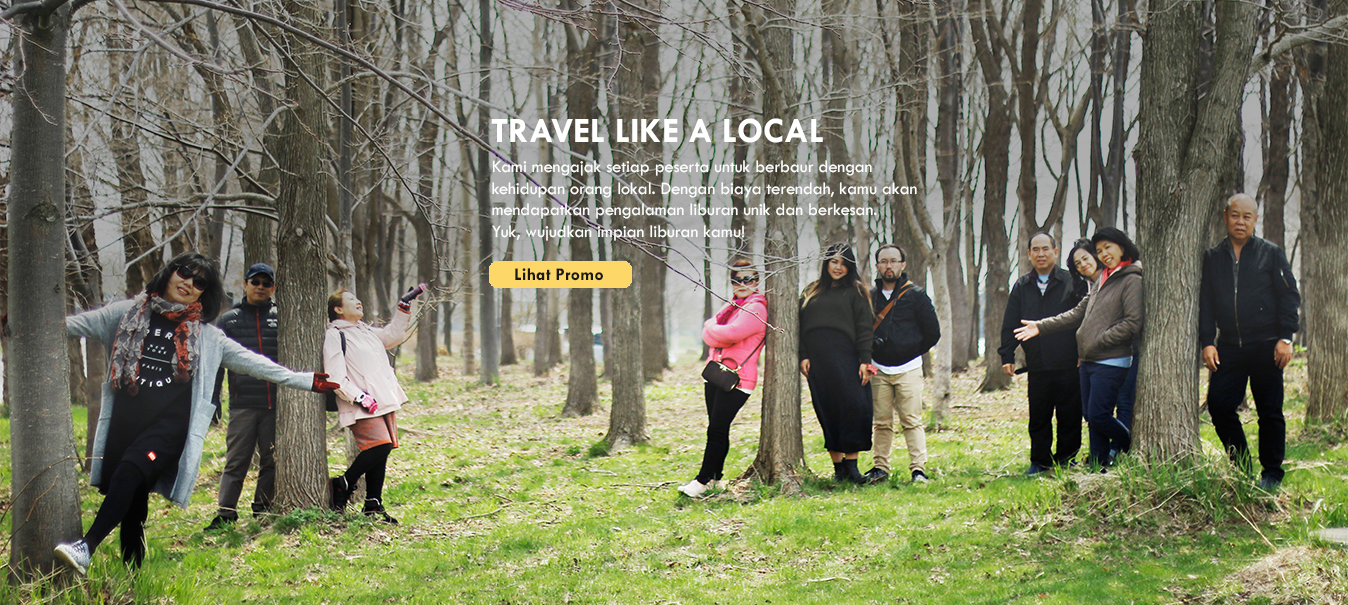 TRAVEL LIKE A LOCAL
Kami mengajak setiap peserta untuk berbaur dengan
kehidupan orang lokal. Dengan biaya terendah, kamu akan
mendapatkan pengalaman liburan unik dan berkesan.
Yuk, wujudkan impian liburan kamu!
Lihat Promo
PARIS